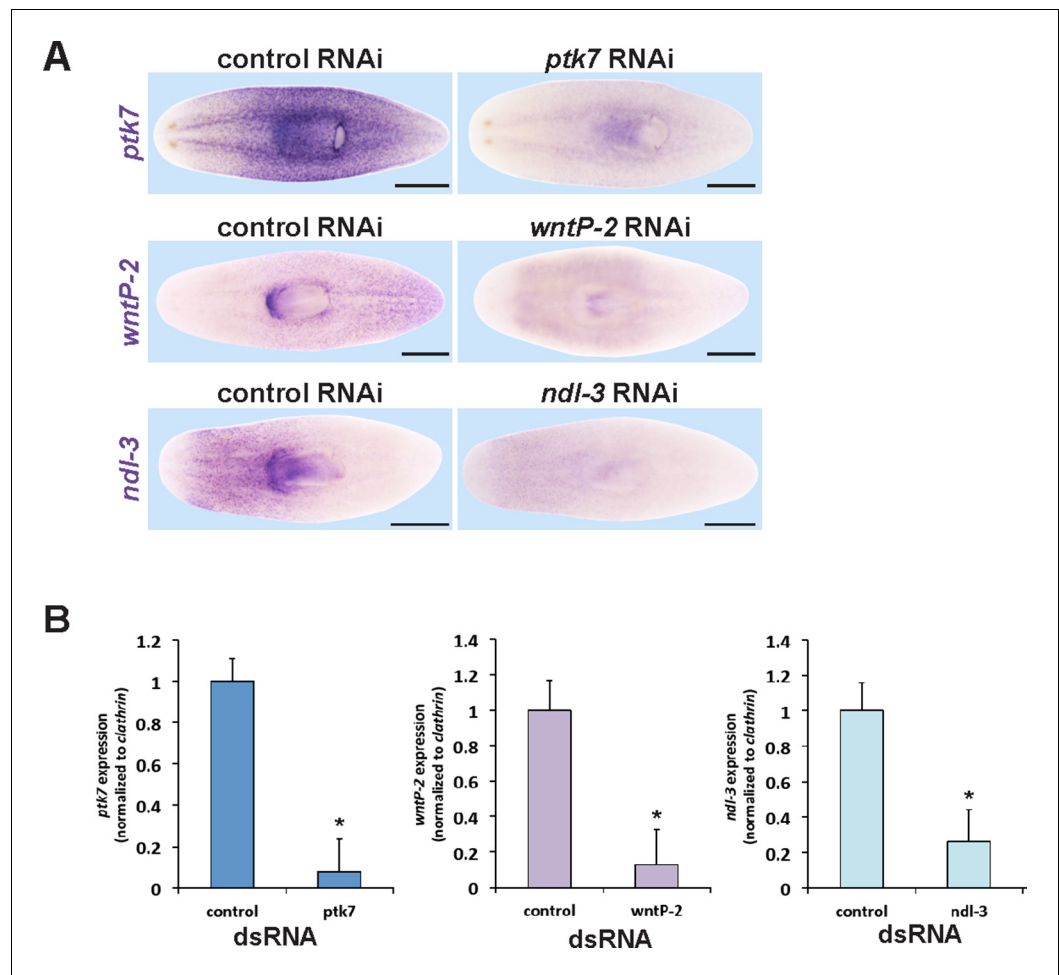 A
control RNAi
ptk7 RNAi
ptk7
control RNAi
wntP-2 RNAi
wntP-2
control RNAi
ndl-3 RNAi
ndl-3
B
ptk7 expression
(normalized to clathrin)
1.2
1
0.8
0.6
0.4
0.2
0
*
control
ptk7
dsRNA
wntP-2 expression
(normalized to clathrin)
1.4
1.2
1
0.8
0.6
0.4
0.2
0
*
control
wntP-2
dsRNA
ndl-3 expression
(normalized to clathrin)
1.4
1.2
1
0.8
0.6
0.4
0.2
0
*
control
ndl-3
dsRNA